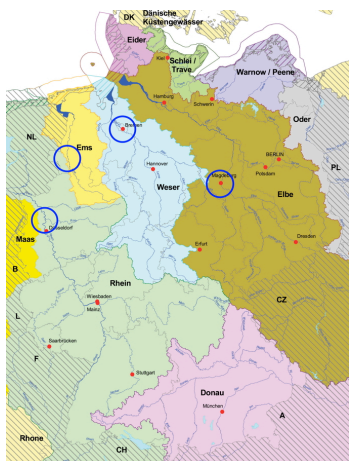 DK
Dänische
Küstengewässer
Eider
Kiel
Schlei /
Trave
Warnow / Peene
Hamburg
Schwerin
Oder
Bremen
NL
Ems
BERLIN
Hannover
Potsdam
PL
Weser
Magdeburg
Elbe
Düsseldorf
Maas
Dresden
Erfurt
B
Rhein
Wiesbaden
Mainz
CZ
L
F
Saarbrücken
Stuttgart
Donau
München
A
Rhone
CH